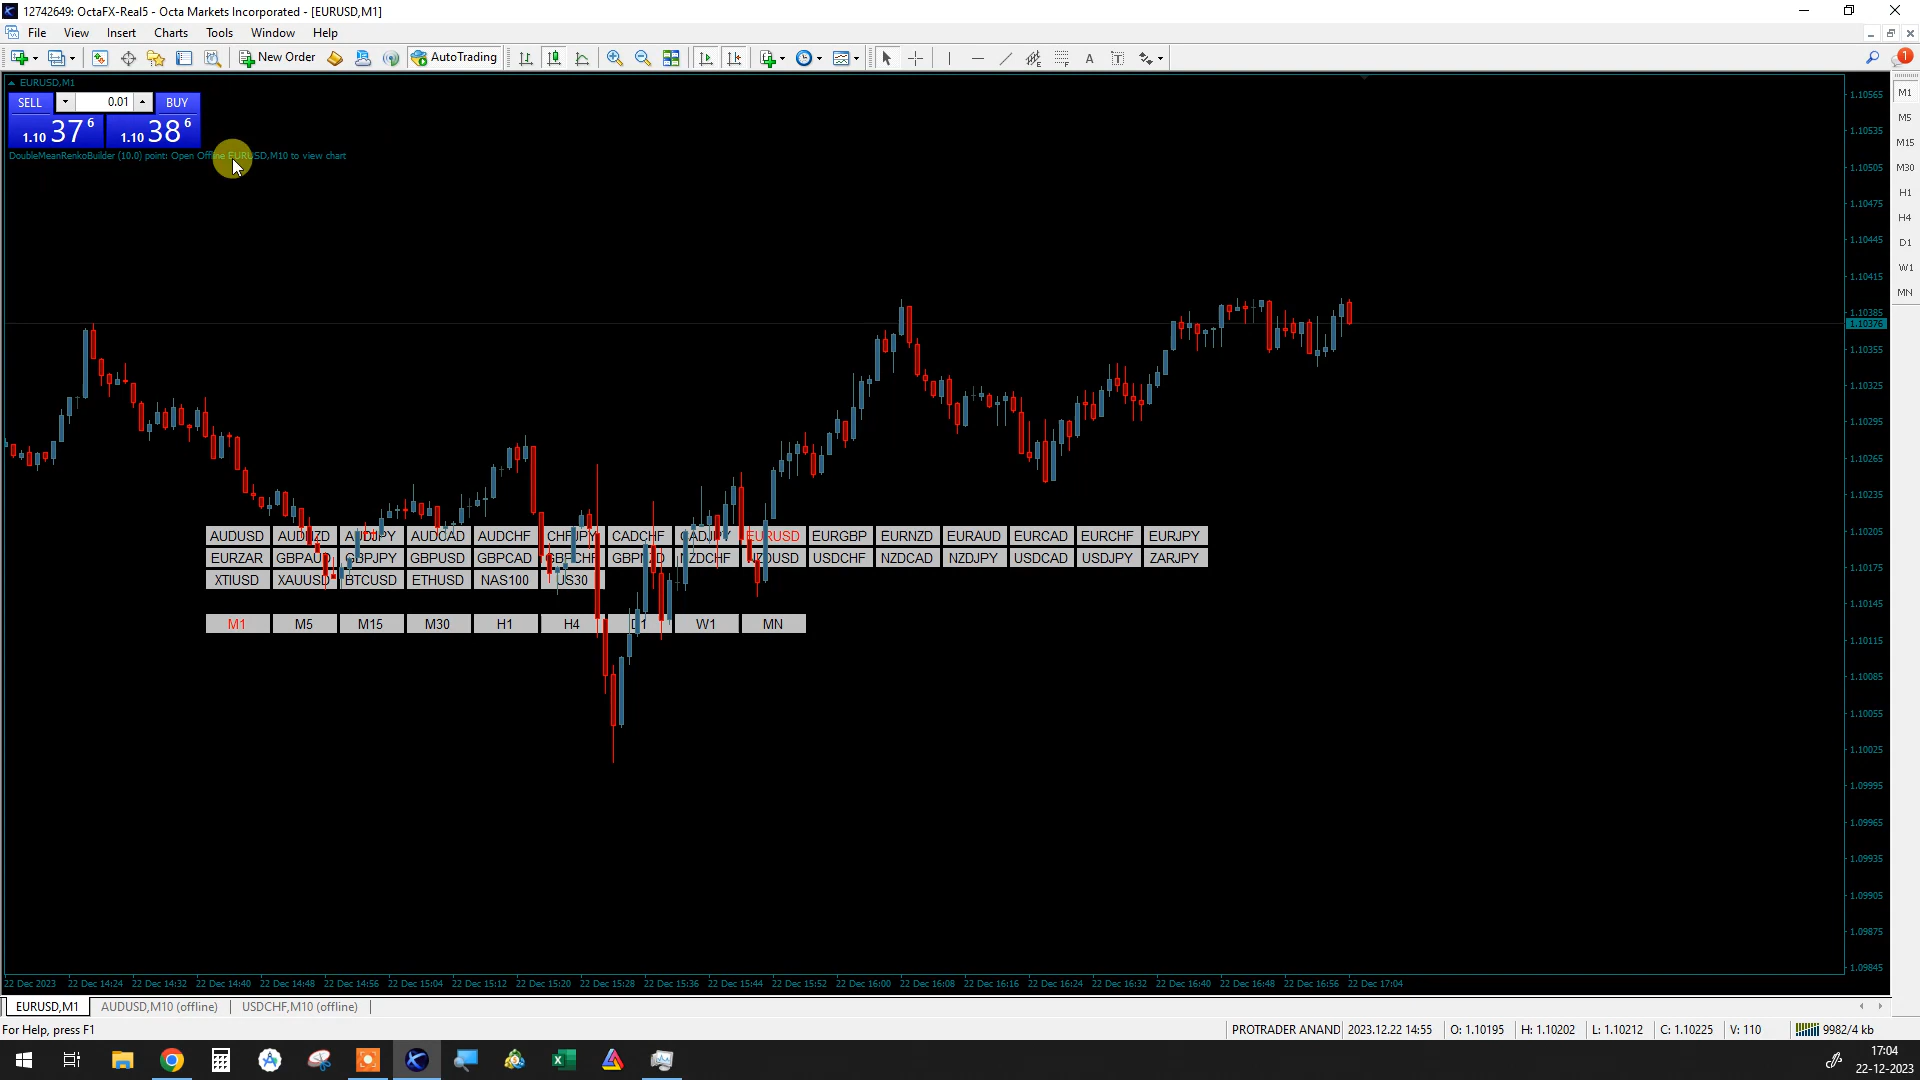 12742649: OctaFX-Real5 - Octa Markets Incorporated - [EURUSD,M1]
File View Insert Charts Tools Window Help
New Order AutoTrading
EURUSD,M1
SELL 0.01 BUY
1.10 37 6 1.10 38 6
DoubleMeanRenkoBuilder (10.0) point: Open Offline EURUSD,M10 to view chart
1.10565
1.10535
1.10505
1.10475
1.10445
1.10415
1.10385
1.10376
1.10355
1.10325
1.10295
1.10265
1.10235
1.10205
1.10175
1.10145
1.10115
1.10085
1.10055
1.10025
1.09995
1.09965
1.09935
1.09905
1.09875
1.09845
M1
M5
M15
M30
H1
H4
D1
W1
MN
1
AUDUSD AUDNZD AUDJPY AUDCAD AUDCHF CHFJPY CADCHF CADJPY EURUSD EURGBP EURNZD EURAUD EURCAD EURCHF EURJPY
EURZAR GBPAUD GBPJPY GBPUSD GBPCAD GBPCHF GBPNZD NZDCHF NZDUSD USDCHF NZDCAD NZDJPY USDCAD USDJPY ZARJPY
XTIUSD XAUUSD BTCUSD ETHUSD NAS100 US30
M1 M5 M15 M30 H1 H4 D1 W1 MN
22 Dec 2023 22 Dec 14:24 22 Dec 14:32 22 Dec 14:40 22 Dec 14:48 22 Dec 14:56 22 Dec 15:04 22 Dec 15:12 22 Dec 15:20 22 Dec 15:28 22 Dec 15:36 22 Dec 15:44 22 Dec 15:52 22 Dec 16:00 22 Dec 16:08 22 Dec 16:16 22 Dec 16:24 22 Dec 16:32 22 Dec 16:40 22 Dec 16:48 22 Dec 16:56 22 Dec 17:04
EURUSD,M1 AUDUSD,M10 (offline) USDCHF,M10 (offline)
For Help, press F1 PROTRADER ANAND 2023.12.22 14:55 O: 1.10195 H: 1.10202 L: 1.10212 C: 1.10225 V: 110 9982/4 kb
17:04
22-12-2023